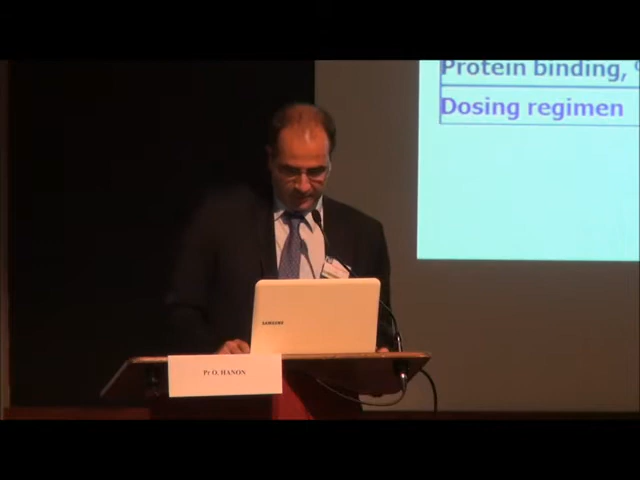 Protein binding,
Dosing regimen
SAMSUNG
Pr O. HANON